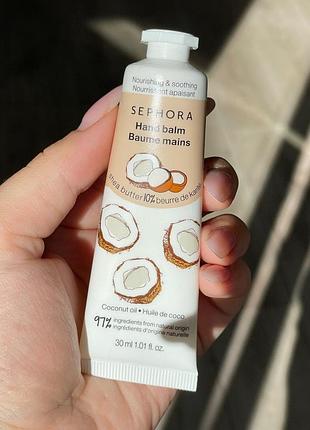 Nourishing & soothing
Nourrissant apaisant
SEPHORA
Hand balm
Baume mains
shea butter 10% beurre de karité
Coconut oil • Huile de coco
97% ingredients from natural origin
ingrédients d'origine naturelle
30 ml 1.01 fl. oz.